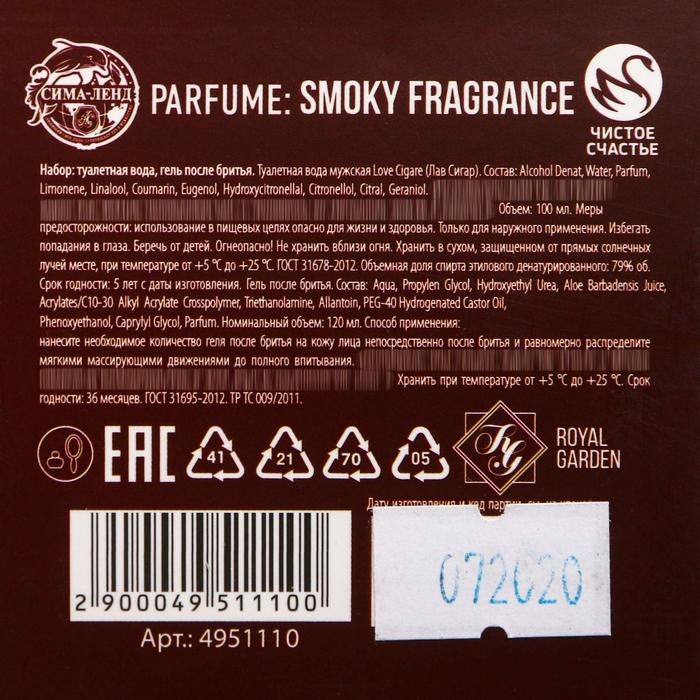 СИМА-ЛЕНД
PARFUME: SMOKY FRAGRANCE
ЧИСТОЕ
СЧАСТЬЕ
Набор: туалетная вода, гель после бритья. Туалетная вода мужская Love Cigare (Лав Сигар). Состав: Alcohol Denat, Water, Parfum,
Limonene, Linalool, Coumarin, Eugenol, Hydroxycitronellal, Citronellol, Citral, Geraniol.
Объем: 100 мл. Меры
предосторожности: использование в пищевых целях опасно для жизни и здоровья. Только для наружного применения. Избегать
попадания в глаза. Беречь от детей. Огнеопасно! Не хранить вблизи огня. Хранить в сухом, защищенном от прямых солнечных
лучей месте, при температуре от +5 °С до +25 °С. ГОСТ 31678-2012. Объемная доля спирта этилового денатурированного: 79% об.
Срок годности: 5 лет с даты изготовления. Гель после бритья. Состав: Aqua, Propylen Glycol, Hydroxyethyl Urea, Aloe Barbadensis Juice,
Acrylates/C10-30 Alkyl Acrylate Crosspolymer, Triethanolamine, Allantoin, PEG-40 Hydrogenated Castor Oil,
Phenoxyethanol, Caprylyl Glycol, Parfum. Номинальный объем: 120 мл. Способ применения:
нанесите необходимое количество геля после бритья на кожу лица непосредственно после бритья и равномерно распределите
мягкими массирующими движениями до полного впитывания.
Хранить при температуре от +5 °С до +25 °С. Срок
годности: 36 месяцев. ГОСТ 31695-2012. ТР ТС 009/2011.
EAC 41 21 70 05
ROYAL
GARDEN
Дату изготовления и код партии см. на
072020
2 900049 511100
Арт.: 4951110